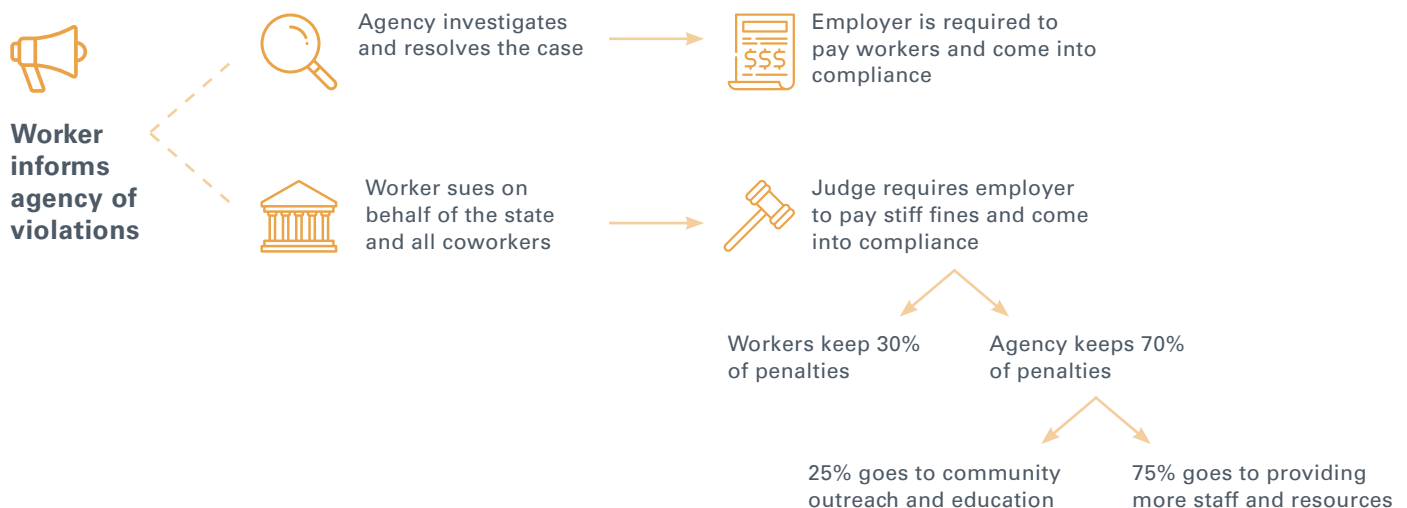 Worker
informs
agency of
violations
Agency investigates
and resolves the case
Employer is required to
pay workers and come into
compliance
$$$
Worker sues on
behalf of the state
and all coworkers
Judge requires employer
to pay stiff fines and come
into compliance
Workers keep 30%
of penalties
Agency keeps 70%
of penalties
25% goes to community
outreach and education
75% goes to providing
more staff and resources